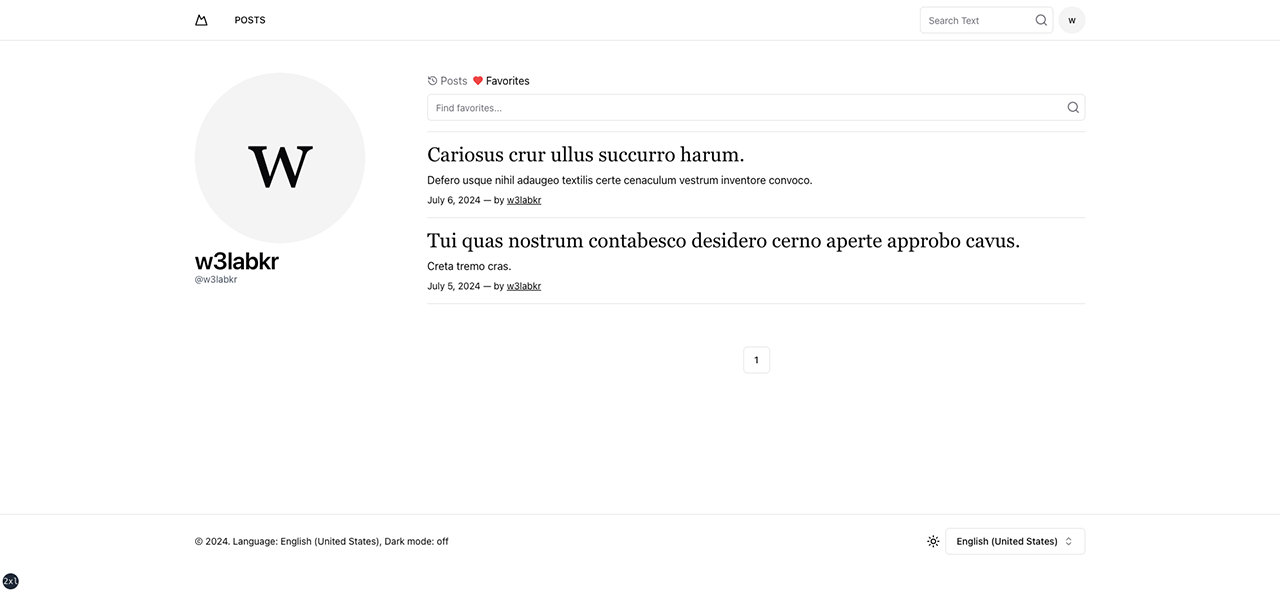 POSTS
Search Text
w
w
w3labkr
@w3labkr
Posts Favorites
Find favorites...
Cariosus crur ullus succurro harum.
Defero usque nihil adaugeo textilis certe cenaculum vestrum inventore convoco.
July 6, 2024 — by w3labkr
Tui quas nostrum contabesco desidero cerno aperte approbo cavus.
Creta tremo cras.
July 5, 2024 — by w3labkr
1
© 2024. Language: English (United States), Dark mode: off
English (United States)
2xl